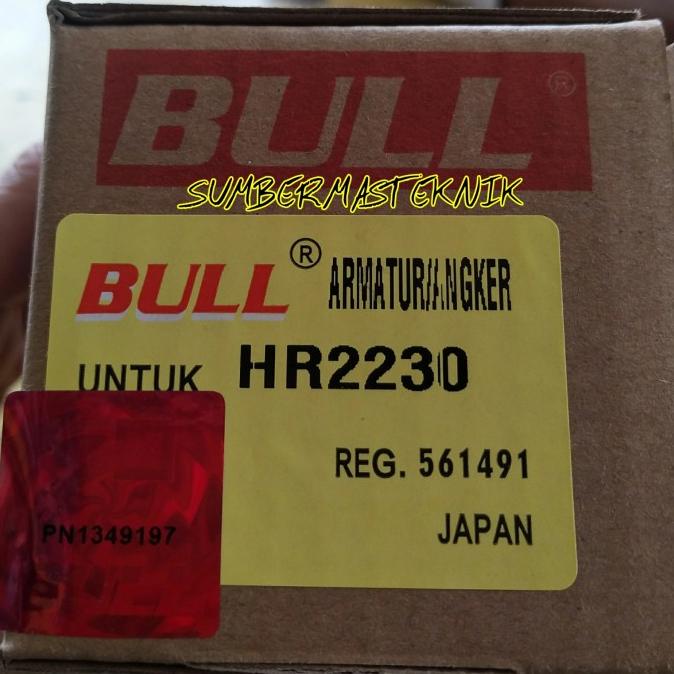 BULL ®
SUMBERMASTEKNIK
BULL ® ARMATUR/ANGKER
UNTUK HR2230
REG. 561491
PN1349197
JAPAN